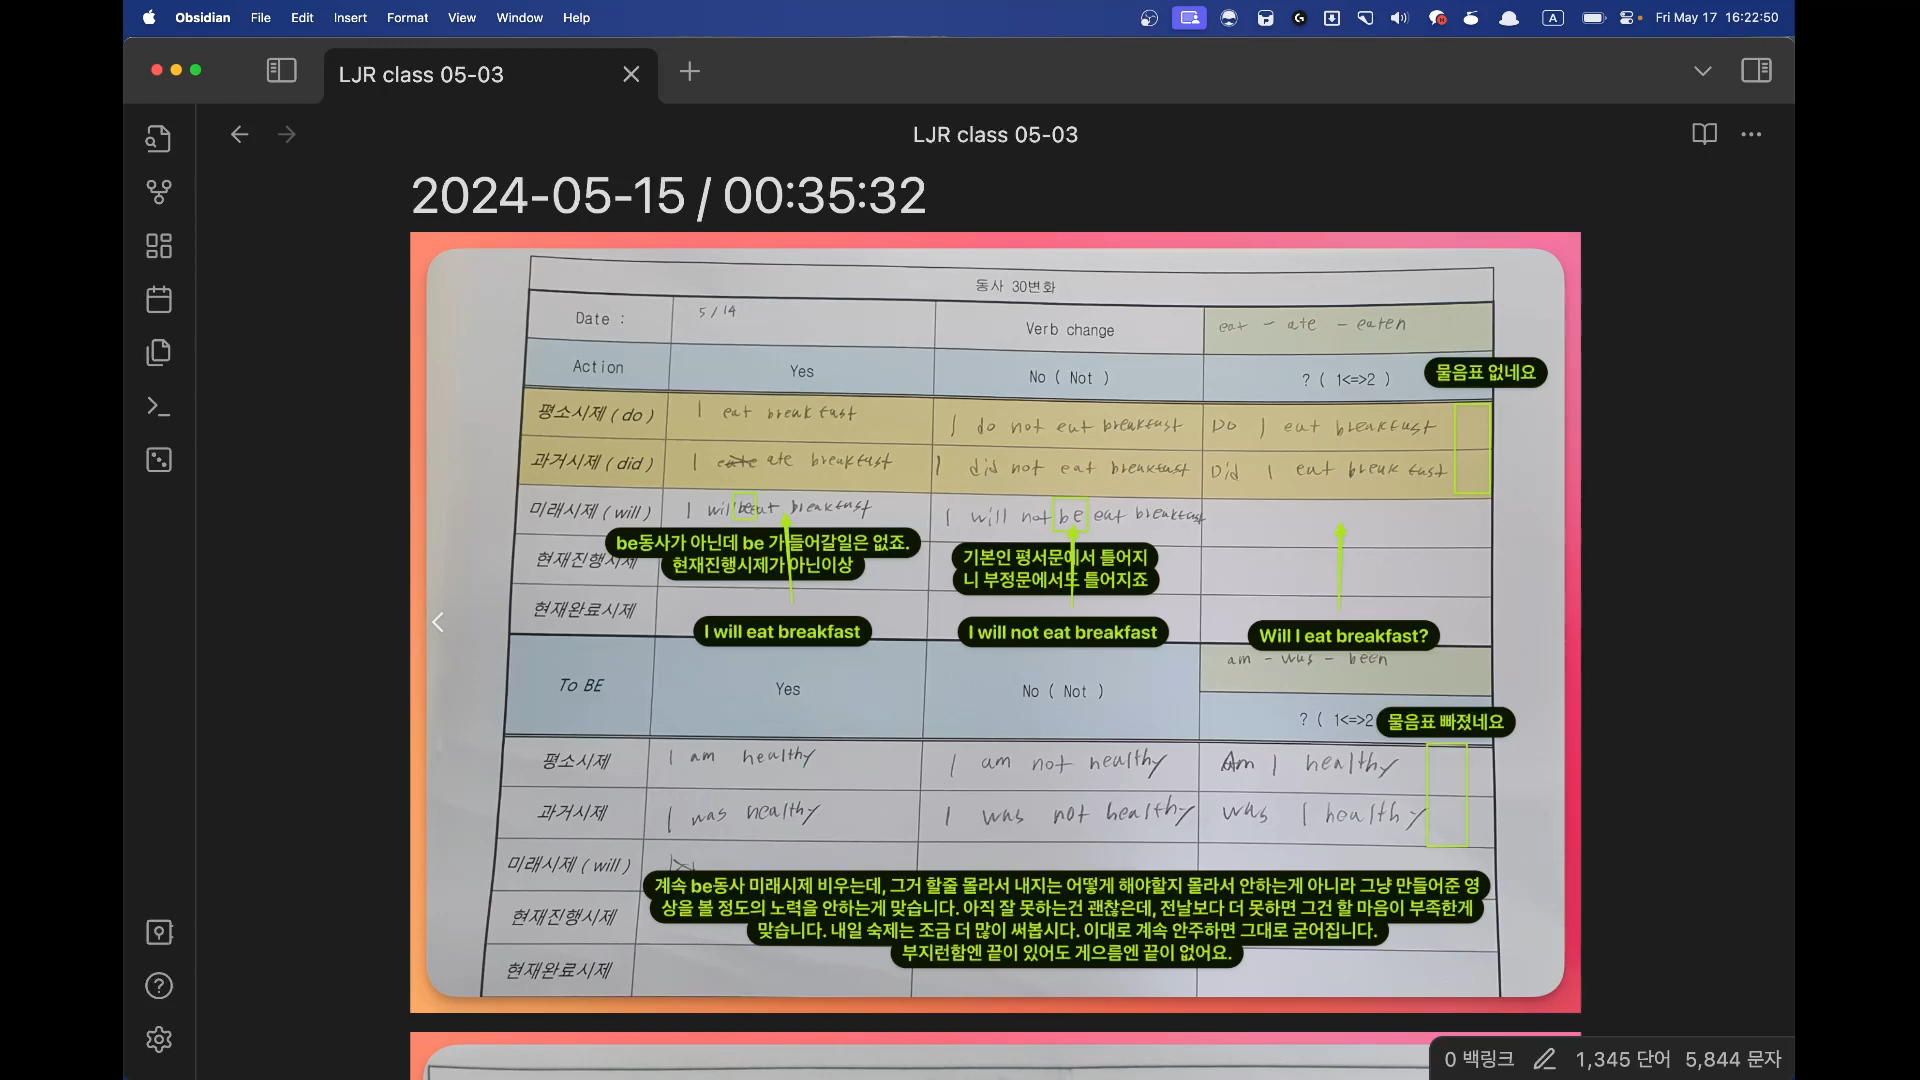 Obsidian File Edit Insert Format View Window Help
A Fri May 17 16:22:50
LJR class 05-03
LJR class 05-03
2024-05-15 / 00:35:32
동사 30변화
Date : 5/14 Verb change eat - ate - eaten
Action Yes No ( Not ) ? ( 1<=>2 )
물음표 없네요
평소시제 ( do ) I eat breakfast I do not eat breakfast Do I eat breakfast
과거시제 ( did ) I ate breakfast I did not eat breakfast Did I eat breakfast
미래시제 ( will ) I will be eat breakfast I will not be eat breakfast
be동사가 아닌데 be 가 들어갈일은 없죠.
현재진행시제가 아닌이상
기본인 평서문에서 틀어지
니 부정문에서도 틀어지죠
현재진행시제
현재완료시제
I will eat breakfast I will not eat breakfast Will I eat breakfast?
am - was - been
To BE Yes No ( Not ) ? ( 1<=>2
물음표 빠졌네요
평소시제 I am healthy I am not healthy Am I healthy
과거시제 I was healthy I was not healthy was I healthy
미래시제 ( will )
계속 be동사 미래시제 비우는데, 그거 할줄 몰라서 내지는 어떻게 해야할지 몰라서 안하는게 아니라 그냥 만들어준 영
상을 볼 정도의 노력을 안하는게 맞습니다. 아직 잘 못하는건 괜찮은데, 전날보다 더 못하면 그건 할 마음이 부족한게
맞습니다. 내일 숙제는 조금 더 많이 써봅시다. 이대로 계속 안주하면 그대로 굳어집니다.
부지런함엔 끝이 있어도 게으름엔 끝이 없어요.
현재진행시제
현재완료시제
0 백링크 1,345 단어 5,844 문자